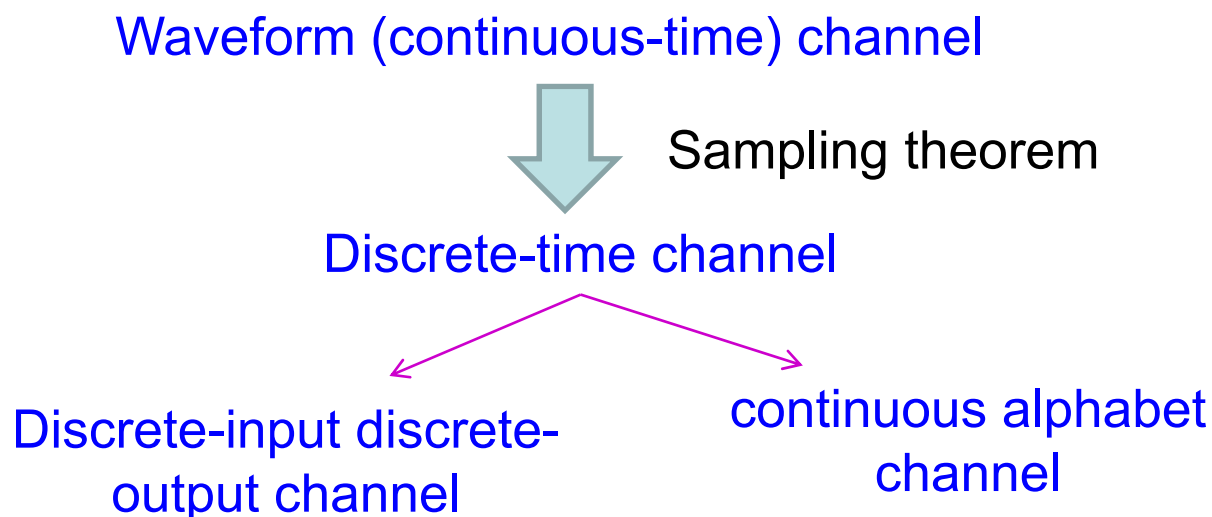 Waveform (continuous-time) channel
Sampling theorem
Discrete-time channel
Discrete-input discrete-
output channel
continuous alphabet
channel